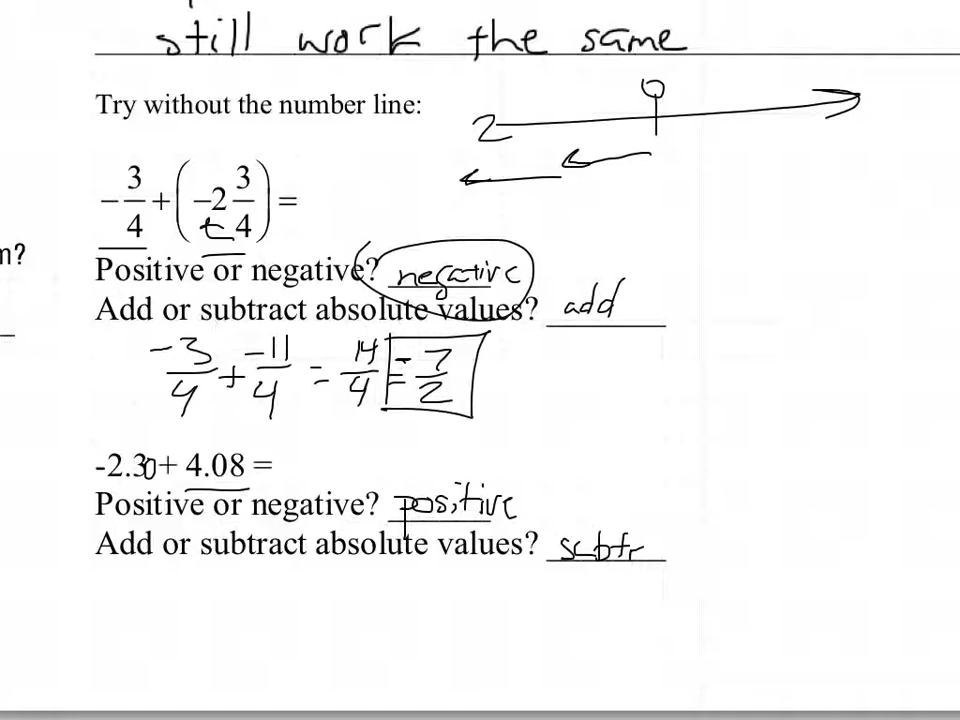 still work the same
Try without the number line:
0
2
-3/4 + (-2 3/4) =
m?
Positive or negative? negative
Add or subtract absolute values? add
-3/4 + -11/4 = 14/4 = -7/2
-2.30 + 4.08 =
Positive or negative? positive
Add or subtract absolute values? subtr